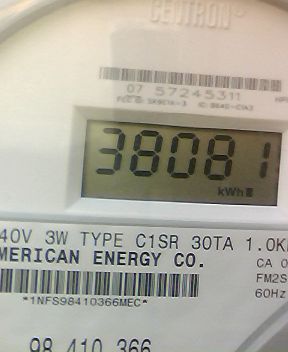 CENTRON®
07 57245311
38081
kWh
40V 3W TYPE C1SR 30TA 1.0K
MERICAN ENERGY CO.
CA 0
FM2S
60Hz
*1NFS98410366MEC*
98 410 366